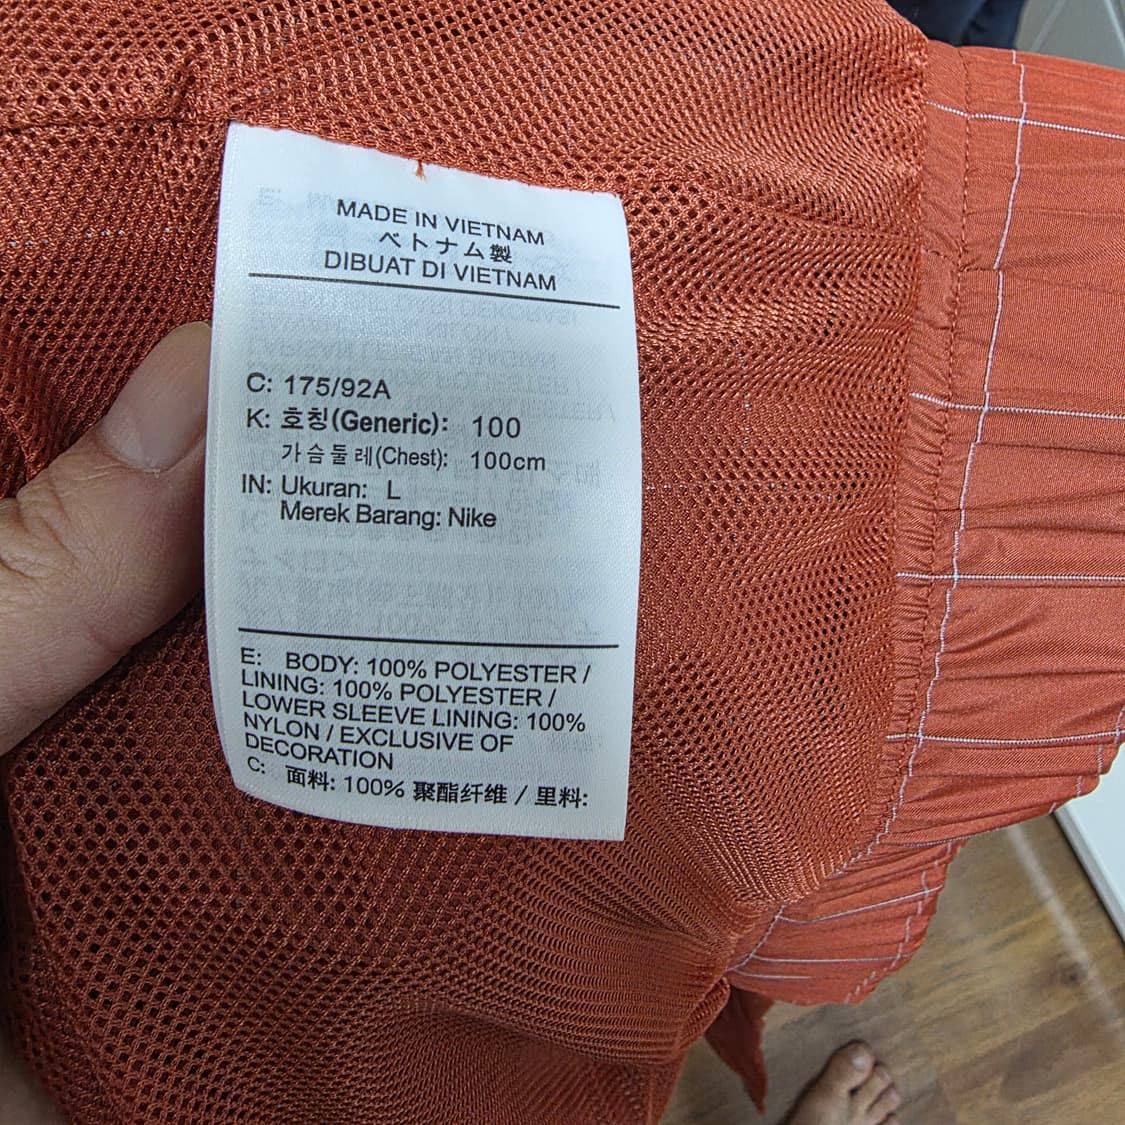 MADE IN VIETNAM
ベトナム製
DIBUAT DI VIETNAM
C: 175/92A
K: 호칭(Generic): 100
가슴둘레(Chest): 100cm
IN: Ukuran: L
Merek Barang: Nike
E: BODY: 100% POLYESTER /
LINING: 100% POLYESTER /
LOWER SLEEVE LINING: 100%
NYLON / EXCLUSIVE OF
DECORATION
C: 面料: 100% 聚酯纤维 / 里料: